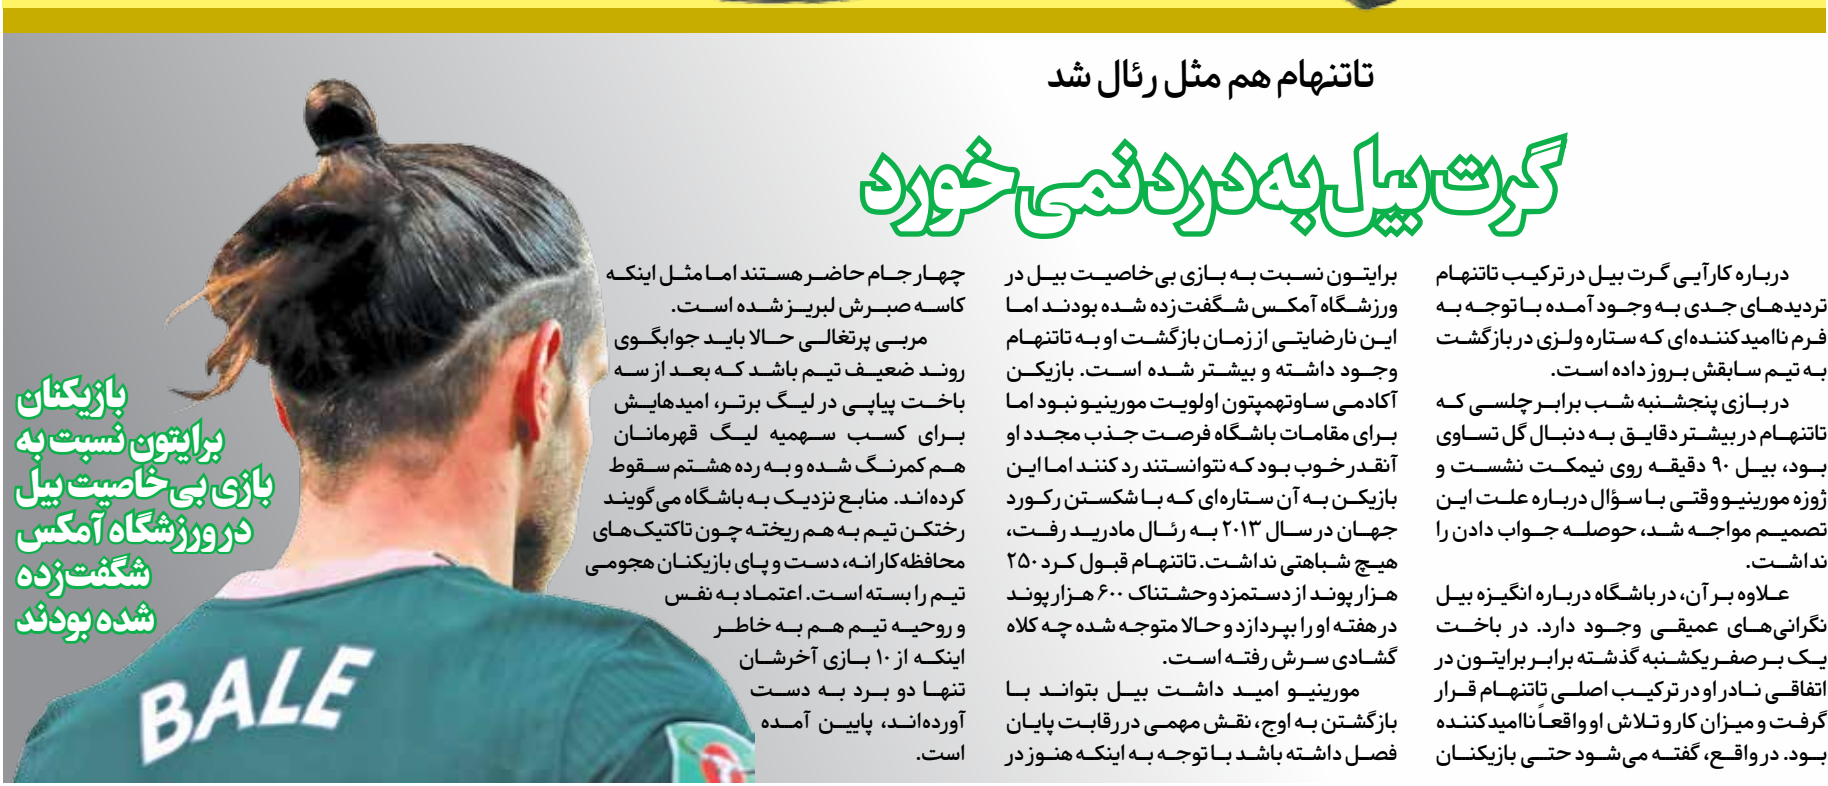 تاتنهام هم مثل رئال شد
گرت بیل به درد نمی‌خورد
درباره کارآیی گرت بیل در ترکیب تاتنهام
تردیدهای جدی به وجود آمده با توجه به
فرم ناامیدکننده‌ای که ستاره ولزی در بازگشت
به تیم سابقش بروز داده است.
در بازی پنجشنبه شب برابر چلسی که
تاتنهام در بیشتر دقایق به دنبال گل تساوی
بود، بیل ۹۰ دقیقه روی نیمکت نشست و
ژوزه مورینیو وقتی با سؤال درباره علت این
تصمیم مواجه شد، حوصله جواب دادن را
نداشت.
علاوه بر آن، در باشگاه درباره انگیزه بیل
نگرانی‌های عمیقی وجود دارد. در باخت
یک بر صفر یکشنبه گذشته برابر برایتون در
اتفاقی نادر او در ترکیب اصلی تاتنهام قرار
گرفت و میزان کار و تلاش او واقعاً ناامیدکننده
بود. در واقع، گفته می‌شود حتی بازیکنان
برایتون نسبت به بازی بی‌خاصیت بیل در
ورزشگاه آمکس شگفت‌زده شده بودند اما
این نارضایتی از زمان بازگشت او به تاتنهام
وجود داشته و بیشتر شده است. بازیکن
آکادمی ساوتهمپتون اولویت مورینیو نبود اما
برای مقامات باشگاه فرصت جذب مجدد او
آنقدر خوب بود که نتوانستند رد کنند اما این
بازیکن به آن ستاره‌ای که با شکستن رکورد
جهان در سال ۲۰۱۳ به رئال مادرید رفت،
هیچ شباهتی نداشت. تاتنهام قبول کرد ۲۵۰
هزار پوند از دستمزد وحشتناک ۶۰۰ هزار پوند
در هفته او را بپردازد و حالا متوجه شده چه کلاه
گشادی سرش رفته است.
مورینیو امید داشت بیل بتواند با
بازگشتن به اوج، نقش مهمی در رقابت پایان
فصل داشته باشد با توجه به اینکه هنوز در
چهار جام حاضر هستند اما مثل اینکه
کاسه صبرش لبریز شده است.
مربی پرتغالی حالا باید جوابگوی
روند ضعیف تیم باشد که بعد از سه
باخت پیاپی در لیگ برتر، امیدهایش
برای کسب سهمیه لیگ قهرمانان
هم کمرنگ شده و به رده هشتم سقوط
کرده‌اند. منابع نزدیک به باشگاه می‌گویند
رختکن تیم به هم ریخته چون تاکتیک‌های
محافظه‌کارانه، دست و پای بازیکنان هجومی
تیم را بسته است. اعتماد به نفس
و روحیه تیم هم به خاطر
اینکه از ۱۰ بازی آخرشان
تنها دو برد به دست
آورده‌اند، پایین آمده
است.
بازیکنان
برایتون نسبت به
بازی بی‌خاصیت بیل
در ورزشگاه آمکس
شگفت‌زده
شده بودند
BALE